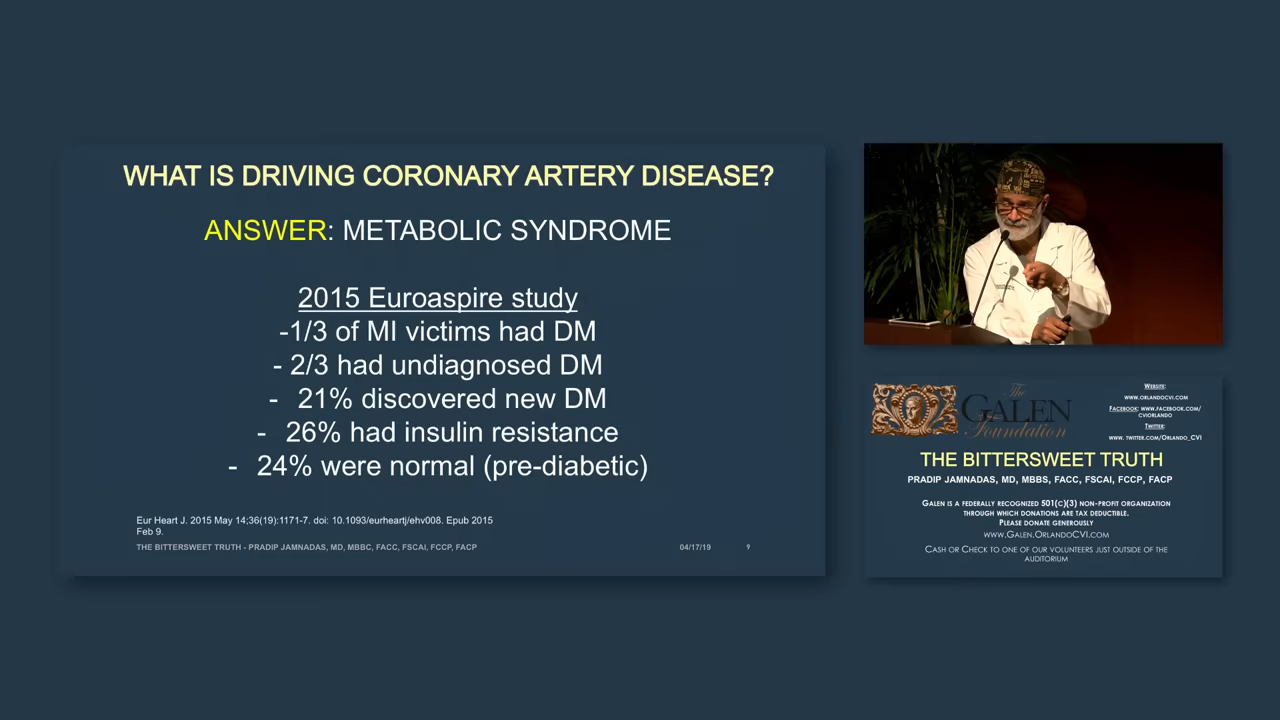 WHAT IS DRIVING CORONARY ARTERY DISEASE?
ANSWER: METABOLIC SYNDROME
2015 Euroaspire study
-1/3 of MI victims had DM
- 2/3 had undiagnosed DM
- 21% discovered new DM
- 26% had insulin resistance
- 24% were normal (pre-diabetic)
Eur Heart J. 2015 May 14;36(19):1171-7. doi: 10.1093/eurheartj/ehv008. Epub 2015
Feb 9.
THE BITTERSWEET TRUTH - PRADIP JAMNADAS, MD, MBBC, FACC, FSCAI, FCCP, FACP 04/17/19 9
The
GALEN
Foundation
Website:
www.orlandocvi.com
Facebook: www.facebook.com/
cviorlando
Twitter:
www. twitter.com/Orlando_CVI
THE BITTERSWEET TRUTH
PRADIP JAMNADAS, MD, MBBS, FACC, FSCAI, FCCP, FACP
Galen is a federally recognized 501(c)(3) non-profit organization
through which donations are tax deductible.
Please donate generously
www.Galen.OrlandoCVI.com
Cash or Check to one of our volunteers just outside of the
auditorium